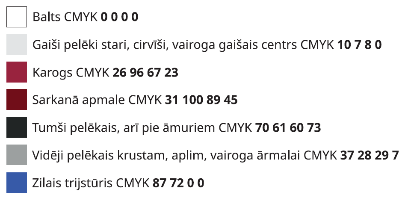 Balts CMYK 0 0 0 0
Gaiši pelēki stari, cirvīši, vairoga gaišais centrs CMYK 10 7 8 0
Karogs CMYK 26 96 67 23
Sarkanā apmale CMYK 31 100 89 45
Tumši pelēkais, arī pie āmuriem CMYK 70 61 60 73
Vidēji pelēkais krustam, aplim, vairoga ārmalai CMYK 37 28 29 7
Zilais trijstūris CMYK 87 72 0 0